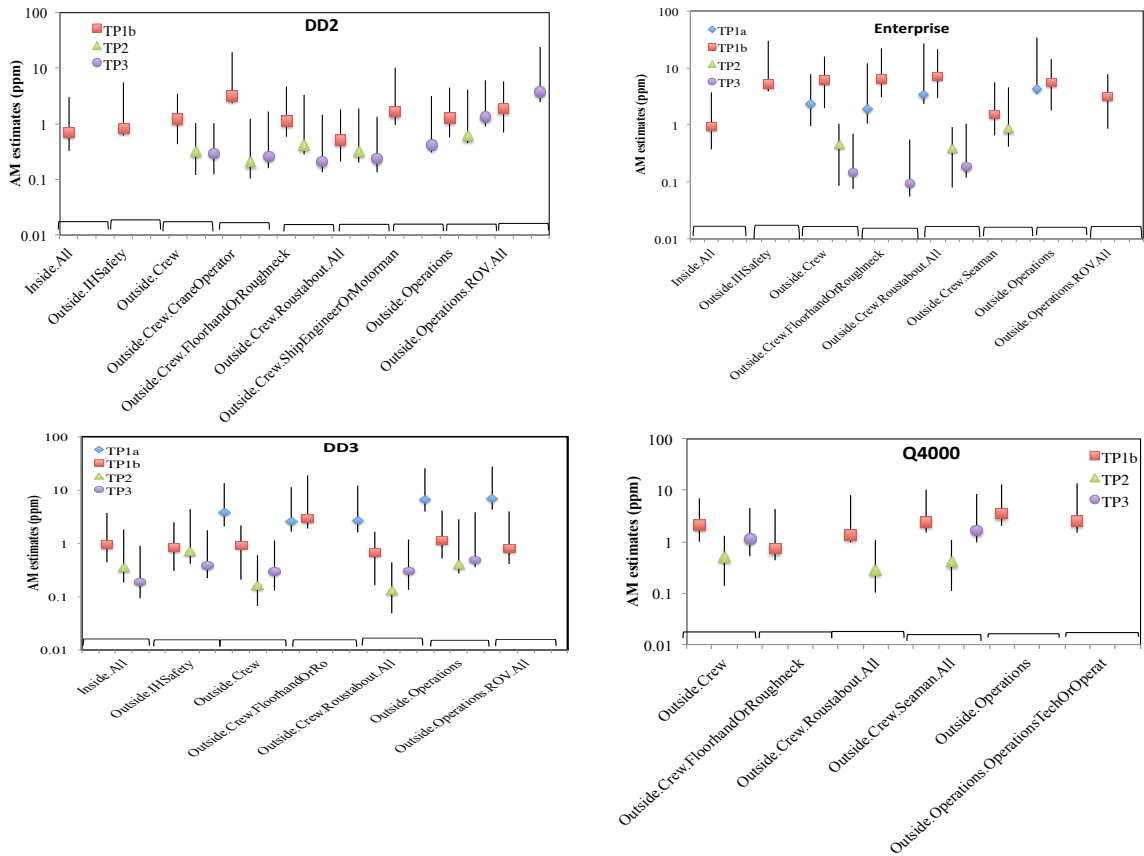 DD2
TP1b
TP2
TP3
AM estimates (ppm)
100
10
1
0.1
0.01
Inside.All
Outside.IHSafety
Outside.Crew
Outside.Crew.CraneOperator
Outside.Crew.FloorhandOrRoughneck
Outside.Crew.Roustabout.All
Outside.Crew.ShipEngineerOrMotorman
Outside.Operations
Outside.Operations.ROV.All
Enterprise
TP1a
TP1b
TP2
TP3
AM estimates (ppm)
100
10
1
0.1
0.01
Inside.All
Outside.IHSafety
Outside.Crew
Outside.Crew.FloorhandOrRoughneck
Outside.Crew.Roustabout.All
Outside.Crew.Seaman
Outside.Operations
Outside.Operations.ROV.All
DD3
TP1a
TP1b
TP2
TP3
AM estimates (ppm)
100
10
1
0.1
0.01
Inside.All
Outside.IHSafety
Outside.Crew
Outside.Crew.FloorhandOrRo
Outside.Crew.Roustabout.All
Outside.Operations
Outside.Operations.ROV.All
Q4000
TP1b
TP2
TP3
AM estimates (ppm)
100
10
1
0.1
0.01
Outside.Crew
Outside.Crew.FloorhandOrRoughneck
Outside.Crew.Roustabout.All
Outside.Crew.Seaman.All
Outside.Operations
Outside.Operations.OperationsTechOrOperat